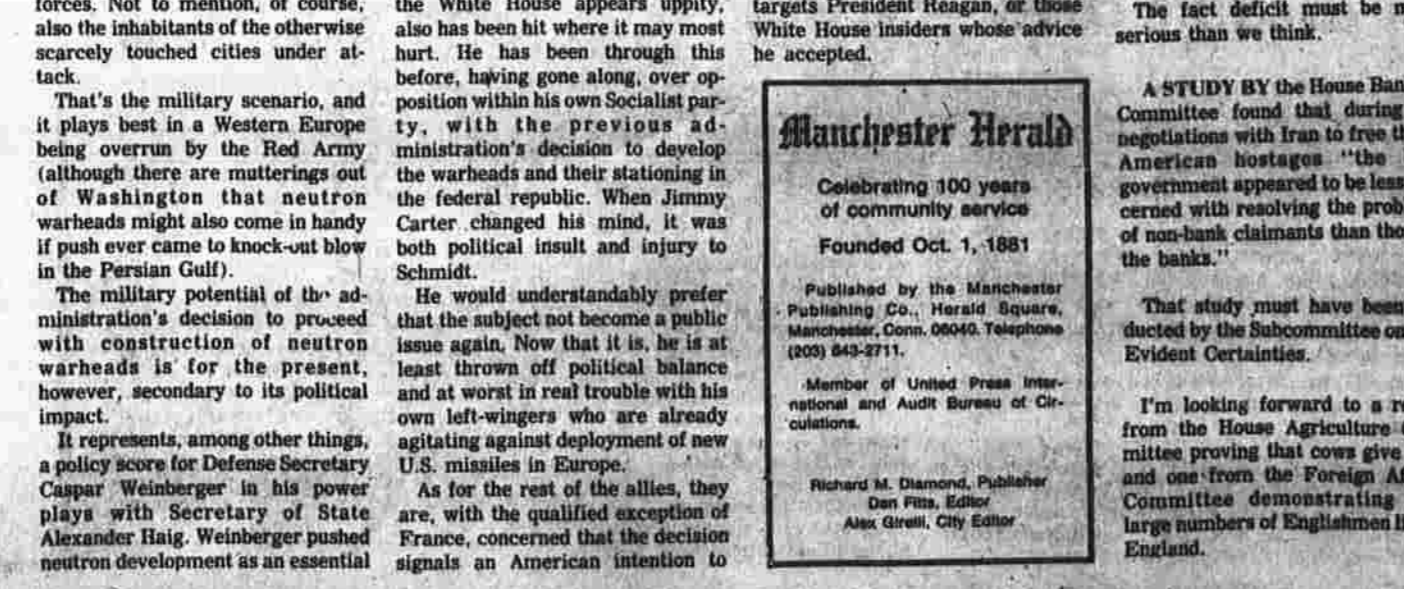 forces. Not to mention, of course,
also the inhabitants of the otherwise
scarcely touched cities under at-
tack.
That's the military scenario, and
it plays best in a Western Europe
being overrun by the Red Army
(although there are mutterings out
of Washington that neutron
warheads might also come in handy
if push ever came to knock-out blow
in the Persian Gulf).
The military potential of the ad-
ministration's decision to proceed
with construction of neutron
warheads is for the present,
however, secondary to its political
impact.
It represents, among other things,
a policy score for Defense Secretary
Caspar Weinberger in his power
plays with Secretary of State
Alexander Haig. Weinberger pushed
neutron development as an essential
the White House appears uppity,
also has been hit where it may most
hurt. He has been through this
before, having gone along, over op-
position within his own Socialist par-
ty, with the previous ad-
ministration's decision to develop
the warheads and their stationing in
the federal republic. When Jimmy
Carter changed his mind, it was
both political insult and injury to
Schmidt.
He would understandably prefer
that the subject not become a public
issue again. Now that it is, he is at
least thrown off political balance
and at worst in real trouble with his
own left-wingers who are already
agitating against deployment of new
U.S. missiles in Europe.
As for the rest of the allies, they
are, with the qualified exception of
France, concerned that the decision
signals an American intention to
targets President Reagan, or those
White House insiders whose advice
he accepted.
Manchester Herald
Celebrating 100 years
of community service
Founded Oct. 1, 1881
Published by the Manchester
Publishing Co., Herald Square,
Manchester, Conn. 06040. Telephone
(203) 643-2711.
Member of United Press Inter-
national and Audit Bureau of Cir-
culations.
Richard M. Diamond, Publisher
Dan Fitts, Editor
Alex Girelli, City Editor
The fact deficit must be
serious than we think.
A STUDY BY the House Ban
Committee found that during
negotiations with Iran to free th
American hostages "the
government appeared to be less
cerned with resolving the prob
of non-bank claimants than tho
the banks."
That study must have been
ducted by the Subcommittee on
Evident Certainties.
I'm looking forward to a re
from the House Agriculture
mittee proving that cows give
and one from the Foreign Af
Committee demonstrating
large numbers of Englishmen li
England.